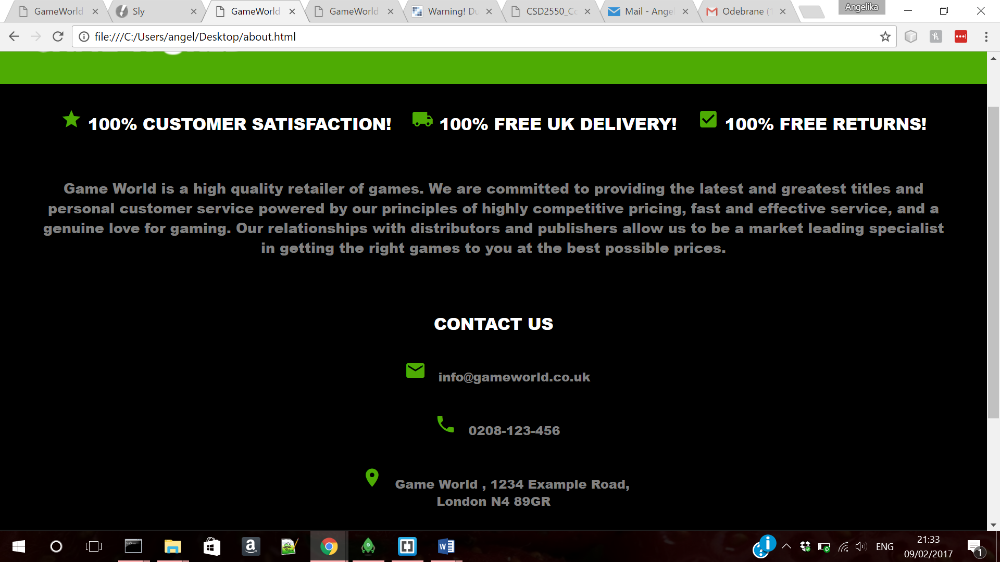 GameWorld
Sly
GameWorld
GameWorld
Warning! Du
CSD2550_Co
Mail - Angel
Odebrane (1
Angelika
file:///C:/Users/angel/Desktop/about.html
100% CUSTOMER SATISFACTION!
100% FREE UK DELIVERY!
100% FREE RETURNS!
Game World is a high quality retailer of games. We are committed to providing the latest and greatest titles and
personal customer service powered by our principles of highly competitive pricing, fast and effective service, and a
genuine love for gaming. Our relationships with distributors and publishers allow us to be a market leading specialist
in getting the right games to you at the best possible prices.
CONTACT US
info@gameworld.co.uk
0208-123-456
Game World , 1234 Example Road,
London N4 89GR
ENG
21:33
09/02/2017
1